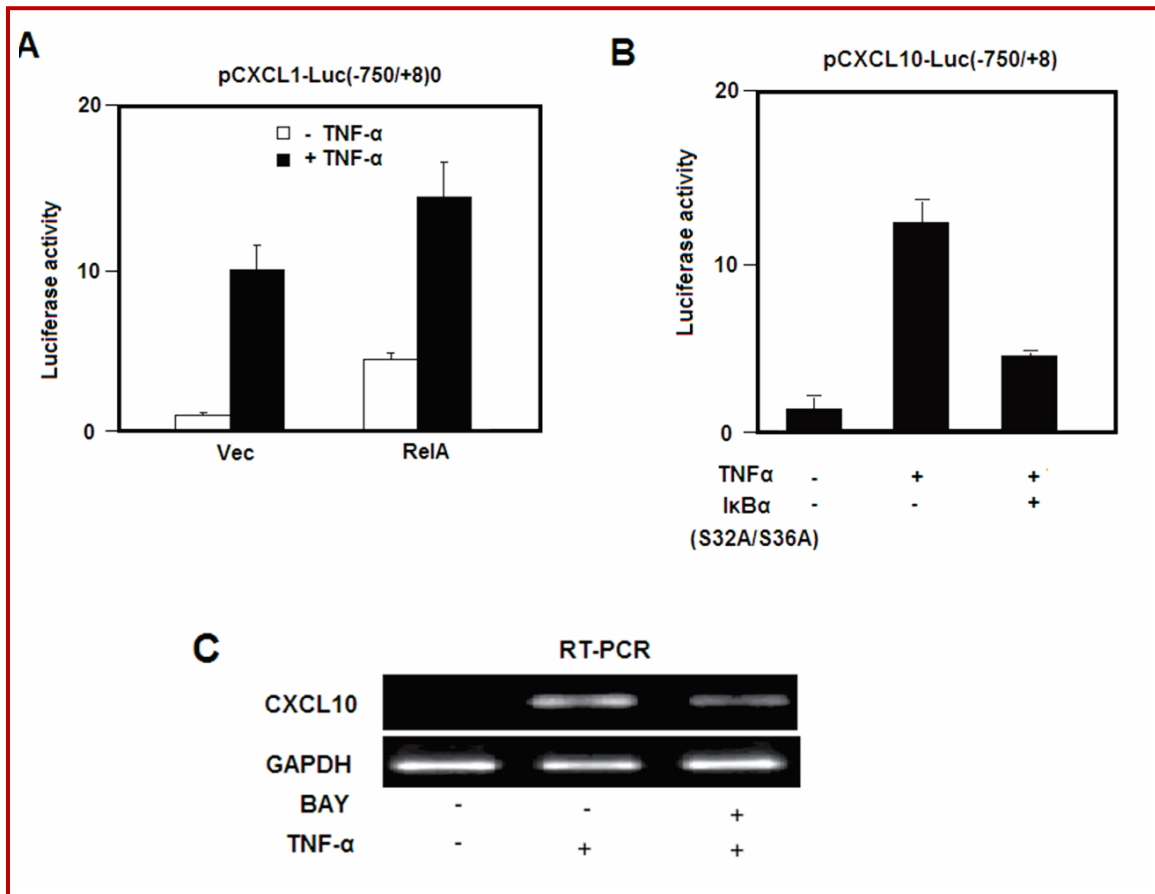 A
pCXCL1-Luc(-750/+8)0
20
10
0
Luciferase activity
- TNF-α
+ TNF-α
Vec RelA
B
pCXCL10-Luc(-750/+8)
20
10
0
Luciferase activity
TNFα - + +
IκBα - - +
(S32A/S36A)
C
RT-PCR
CXCL10
GAPDH
BAY - - +
TNF-α - + +